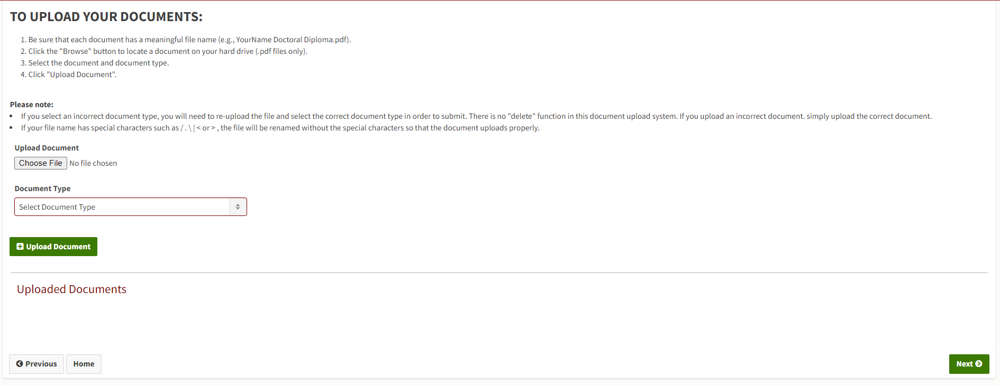 TO UPLOAD YOUR DOCUMENTS:
1. Be sure that each document has a meaningful file name (e.g., YourName Doctoral Diploma.pdf).
2. Click the "Browse" button to locate a document on your hard drive (.pdf files only).
3. Select the document and document type.
4. Click "Upload Document".
Please note:
• If you select an incorrect document type, you will need to re-upload the file and select the correct document type in order to submit. There is no "delete" function in this document upload system. If you upload an incorrect document. simply upload the correct document.
• If your file name has special characters such as / . \ | < or > , the file will be renamed without the special characters so that the document uploads properly.
Upload Document
Choose File No file chosen
Document Type
Select Document Type
Upload Document
Uploaded Documents
Previous Home Next